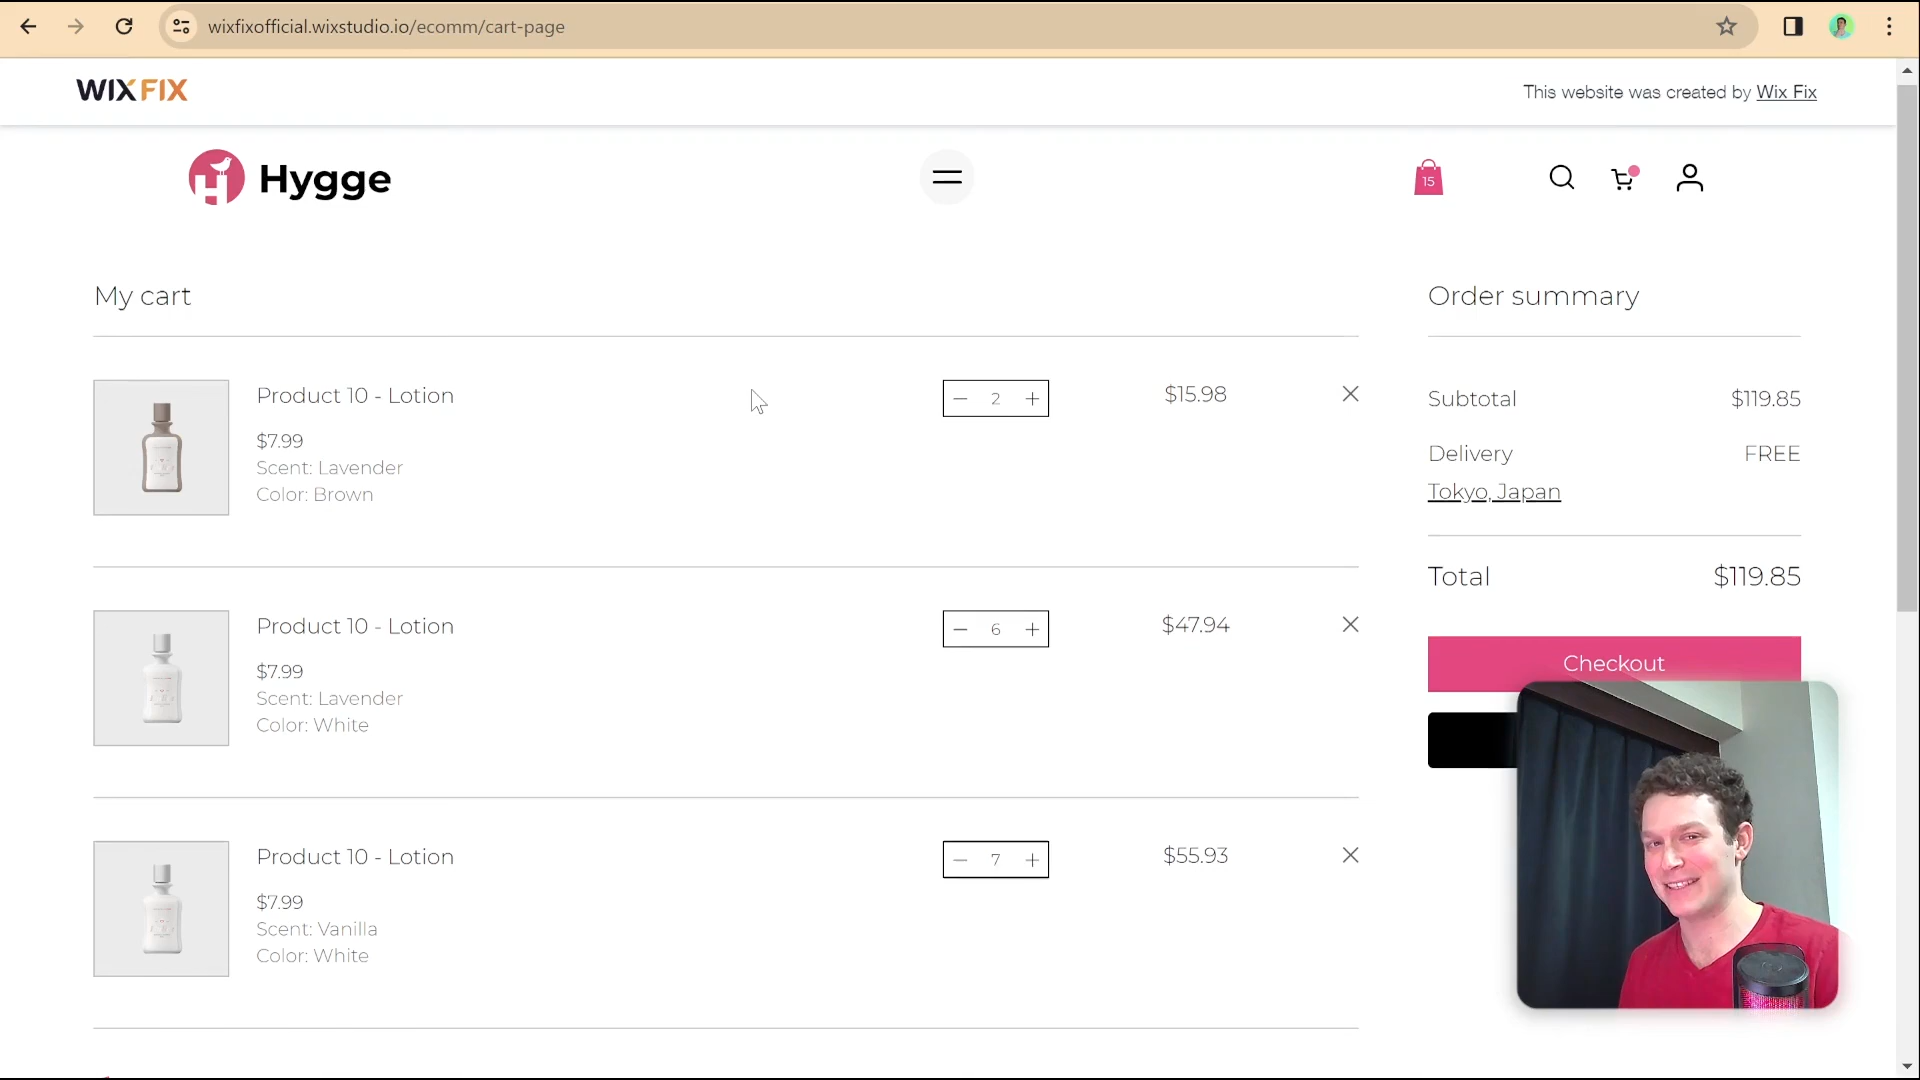 wixfixofficial.wixstudio.io/ecomm/cart-page
WIXFIX
This website was created by Wix Fix
H Hygge
15
My cart
Order summary
Product 10 - Lotion
2
$15.98
$7.99
Scent: Lavender
Color: Brown
Subtotal
$119.85
Delivery
FREE
Tokyo, Japan
Total
$119.85
Product 10 - Lotion
6
$47.94
$7.99
Scent: Lavender
Color: White
Checkout
Product 10 - Lotion
7
$55.93
$7.99
Scent: Vanilla
Color: White